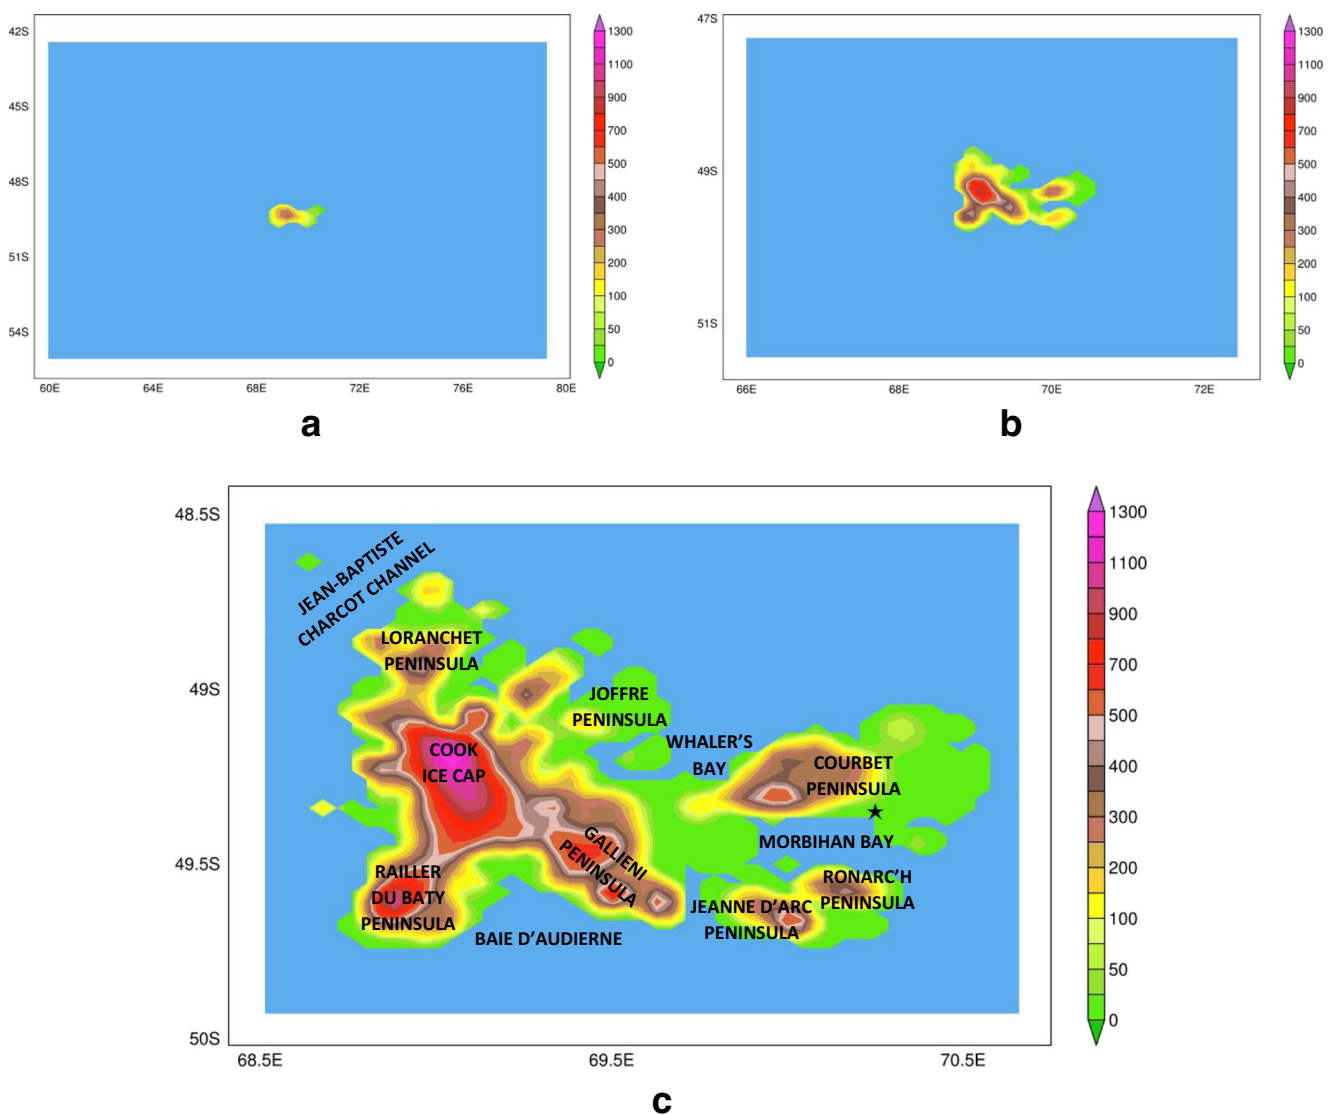 42S
45S
48S
51S
54S
60E 64E 68E 72E 76E 80E
1300
1100
900
700
500
400
300
200
100
50
0
a
47S
49S
51S
66E 68E 70E 72E
1300
1100
900
700
500
400
300
200
100
50
0
b
48.5S
49S
49.5S
50S
68.5E 69.5E 70.5E
JEAN-BAPTISTE
CHARCOT CHANNEL
LORANCHET
PENINSULA
JOFFRE
PENINSULA
WHALER'S
BAY
COOK
ICE CAP
COURBET
PENINSULA
MORBIHAN BAY
GALLIENI
PENINSULA
RAILLER
DU BATY
PENINSULA
RONARC'H
PENINSULA
JEANNE D'ARC
PENINSULA
BAIE D'AUDIERNE
1300
1100
900
700
500
400
300
200
100
50
0
c